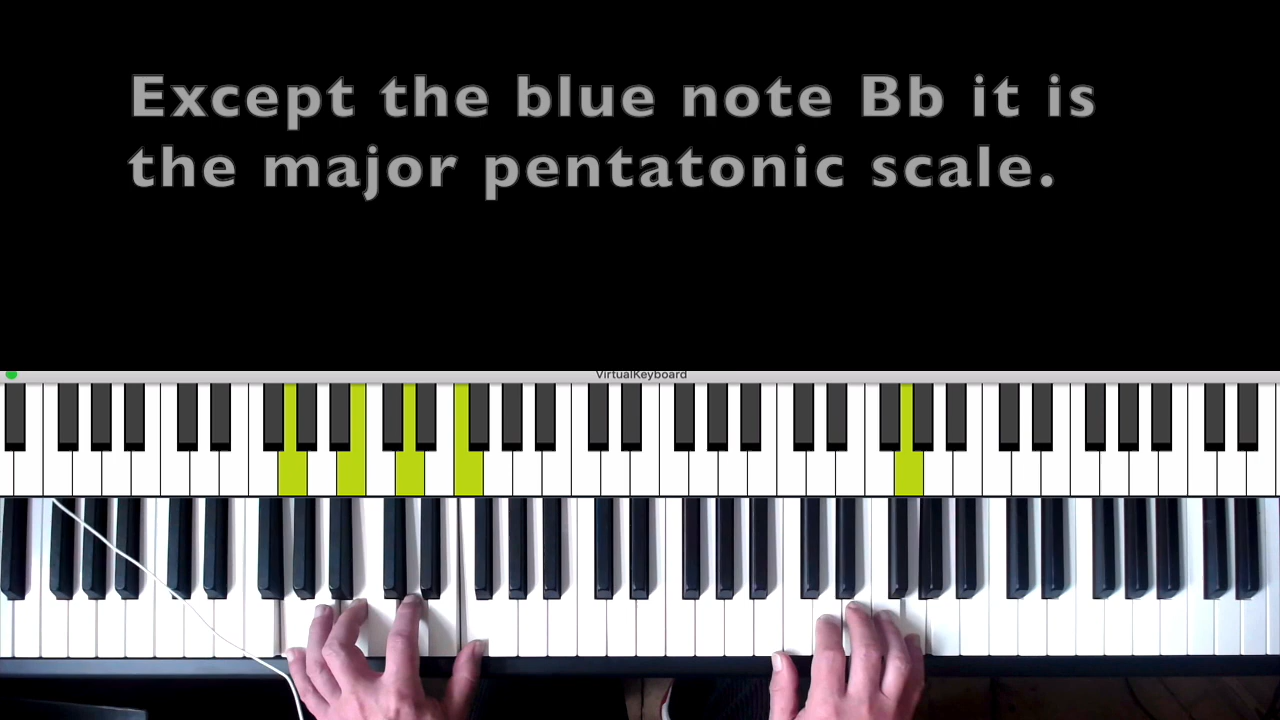 Except the blue note Bb it is
the major pentatonic scale.
VirtualKeyboard